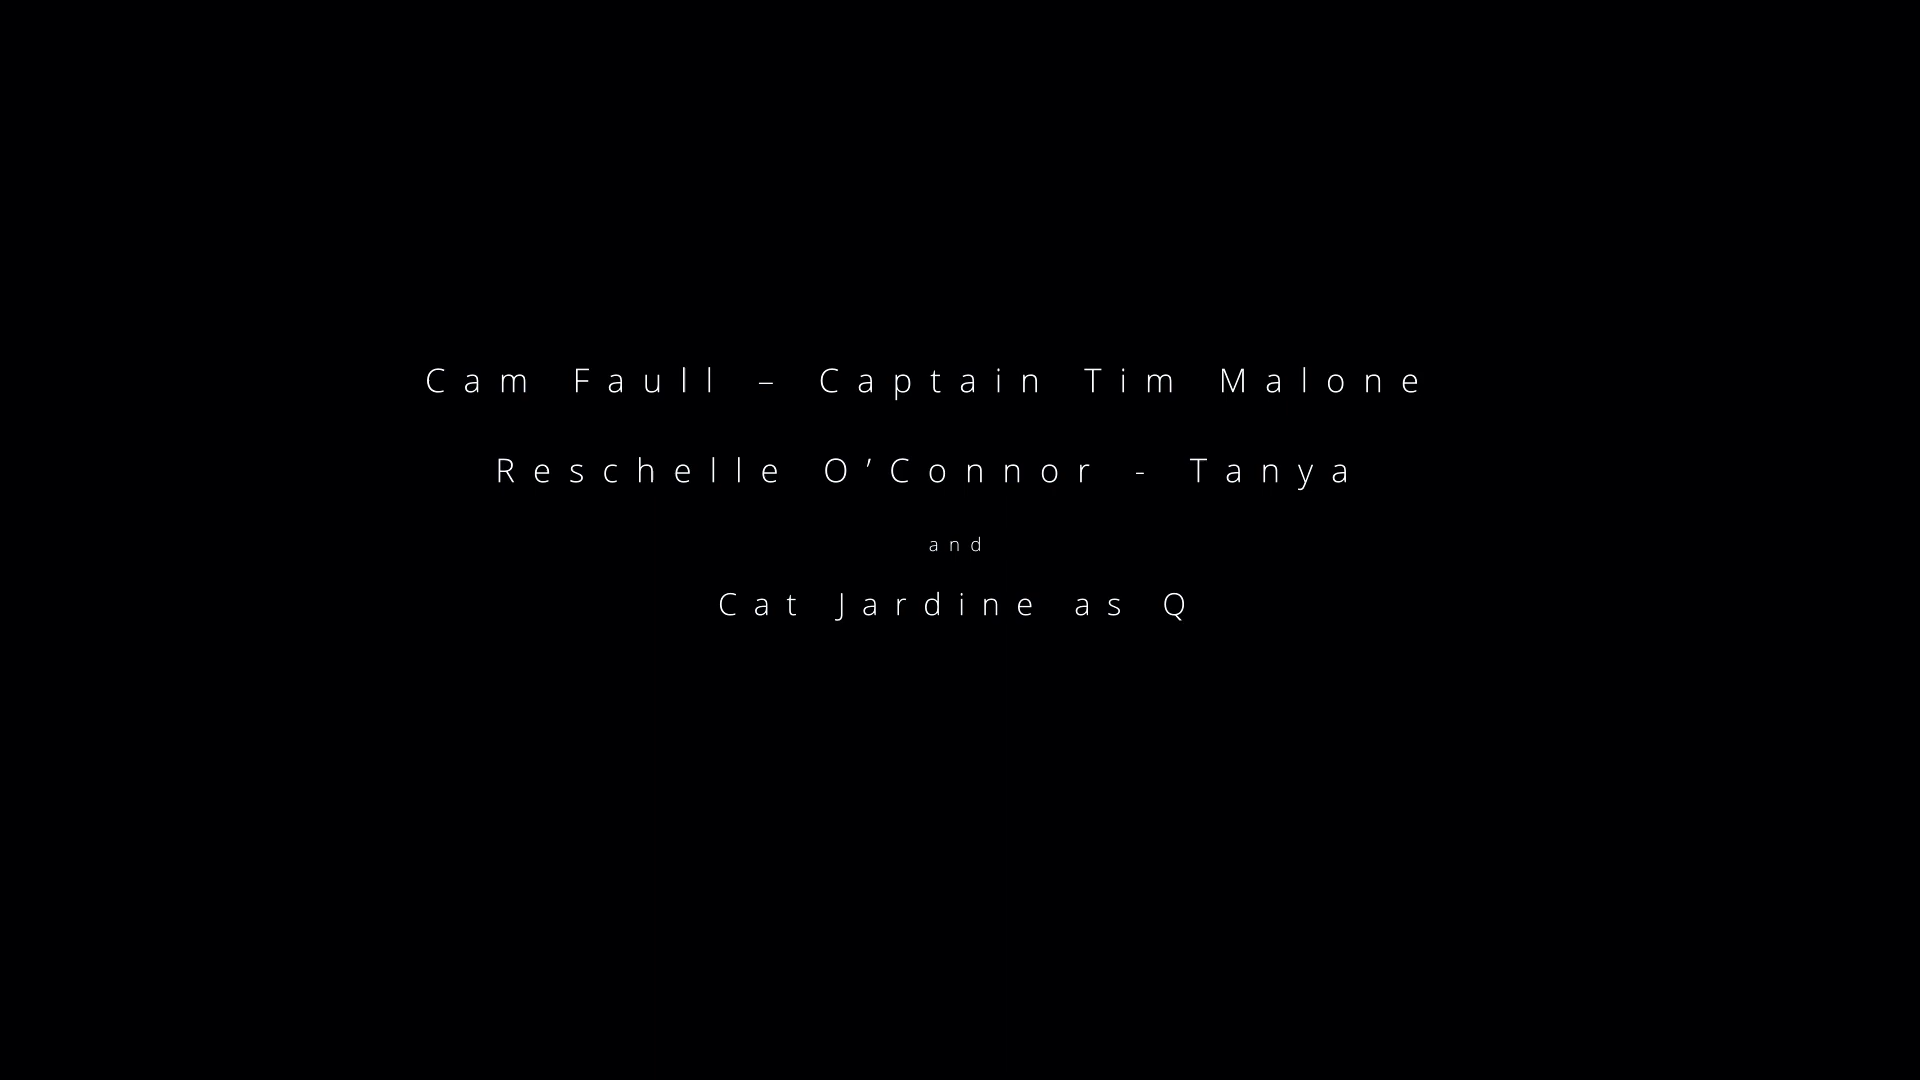 Cam Faull – Captain Tim Malone
Reschelle O’Connor - Tanya
and
Cat Jardine as Q